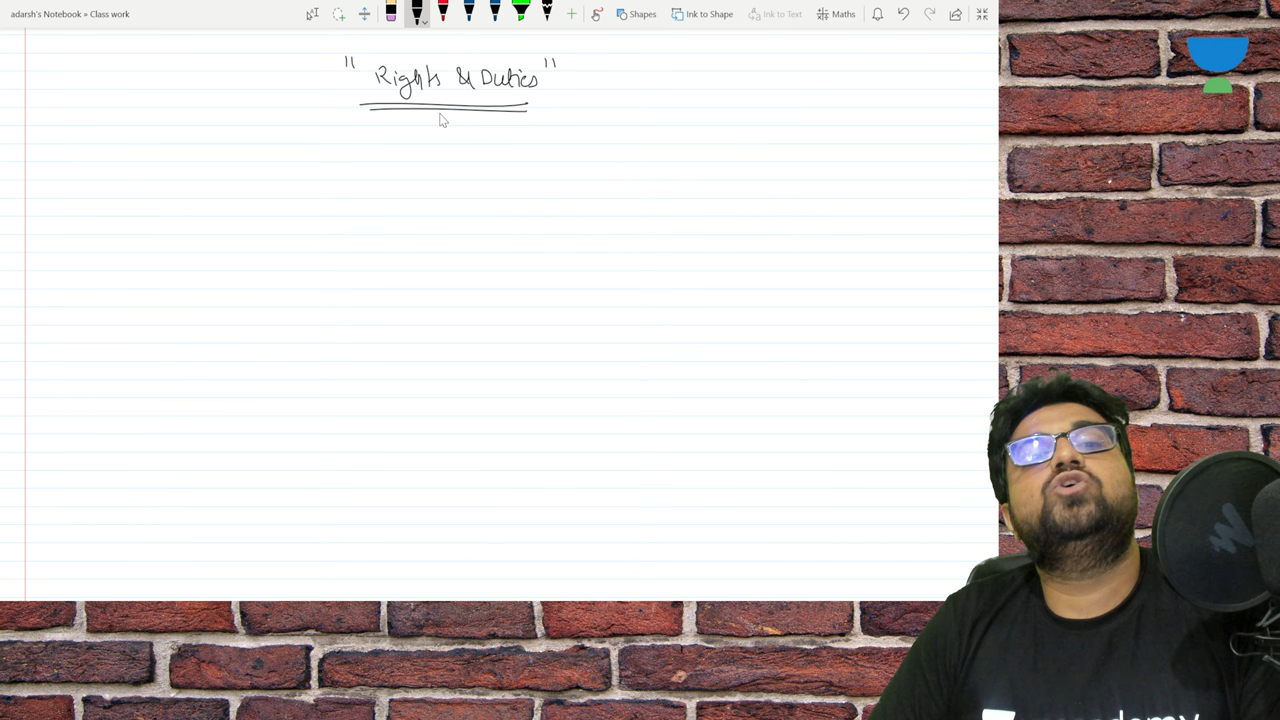 adarsh's Notebook » Class work
Shapes
Ink to Shape
Ink to Text
Maths
" Rights & Duties "